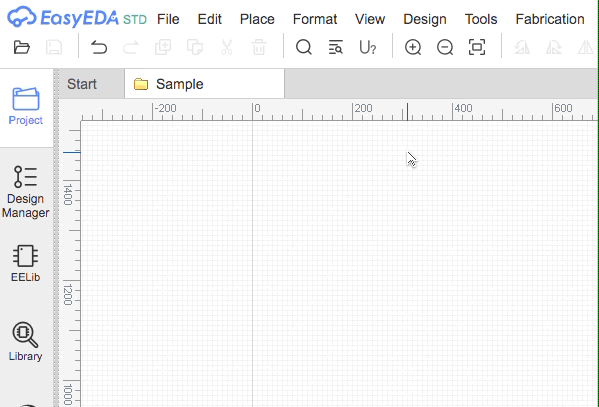 EasyEDA STD File Edit Place Format View Design Tools Fabrication
U?
Start Sample
-200 0 200 400 600
Project
Design
Manager
EELib
Library
1400
1200
1000